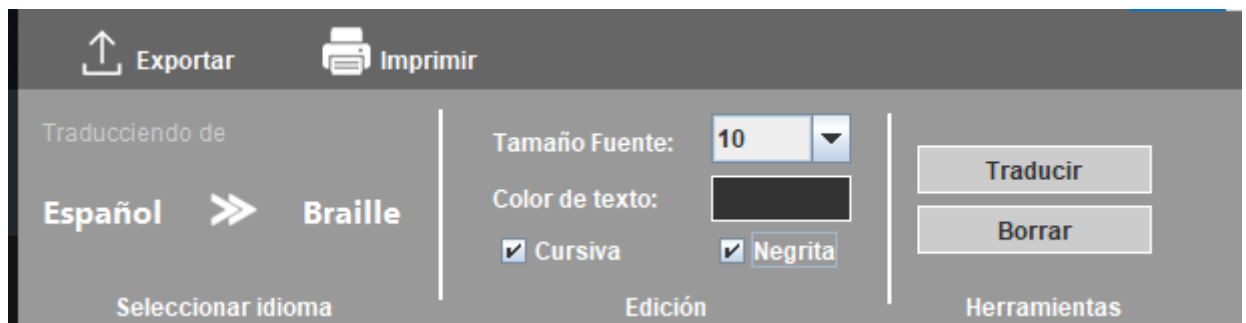 Exportar
Imprimir
Traducciendo de
Español
Braille
Seleccionar idioma
Tamaño Fuente:
10
Color de texto:
Cursiva
Negrita
Edición
Traducir
Borrar
Herramientas